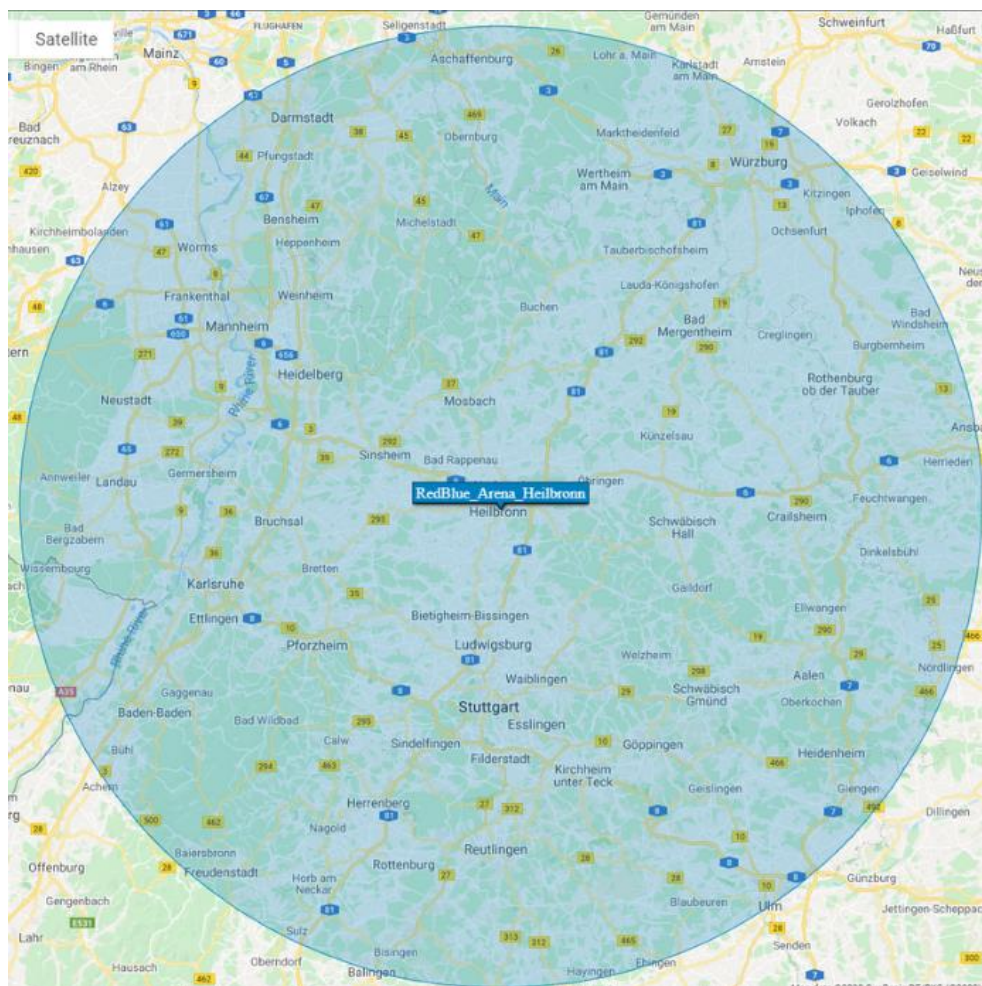 Satellite
FLUGHAFEN
Seligenstadt
Gemünden
am Main
Schweinfurt
Haßfurt
Mainz
Bingen
am Rhein
Aschaffenburg
Lohr a. Main
Karlstadt
am Main
Arnstein
Gerolzhofen
Volkach
Darmstadt
Obernburg
Marktheidenfeld
Bad
Pfungstadt
Würzburg
Geiselwind
Wertheim
am Main
Kitzingen
Alzey
Main
Iphofen
Bensheim
Michelstadt
Ochsenfurt
Kirchheimbolanden
Worms
Heppenheim
Tauberbischofsheim
Lauda-Königshofen
Frankenthal
Weinheim
Buchen
Bad
Mergentheim
Creglingen
Bad
Windsheim
Burgbernheim
Mannheim
Rhine River
Heidelberg
Rothenburg
ob der Tauber
Neustadt
Mosbach
Künzelsau
Sinsheim
Bad Rappenau
Herrieden
Annweiler
Landau
Germersheim
Öhringen
Feuchtwangen
RedBlue_Arena_Heilbronn
Heilbronn
Bruchsal
Schwäbisch
Hall
Crailsheim
Bad
Bergzabern
Dinkelsbühl
Wissembourg
Karlsruhe
Bretten
Gaildorf
Ettlingen
Bietigheim-Bissingen
Ellwangen
Rhine River
Pforzheim
Ludwigsburg
Welzheim
Nördlingen
Gaggenau
Waiblingen
Schwäbisch
Gmünd
Aalen
Oberkochen
Baden-Baden
Bad Wildbad
Stuttgart
Esslingen
Bühl
Calw
Sindelfingen
Göppingen
Heidenheim
Filderstadt
Kirchheim
unter Teck
Achern
Geislingen
Giengen
Herrenberg
Dillingen
Nagold
Reutlingen
Baiersbronn
Freudenstadt
Rottenburg
Offenburg
Horb am
Neckar
Günzburg
Gengenbach
Blaubeuren
Ulm
Jettingen-Scheppac
Lahr
Sulz
Senden
Hausach
Oberndorf
Bisingen
Balingen
Hayingen
Ehingen